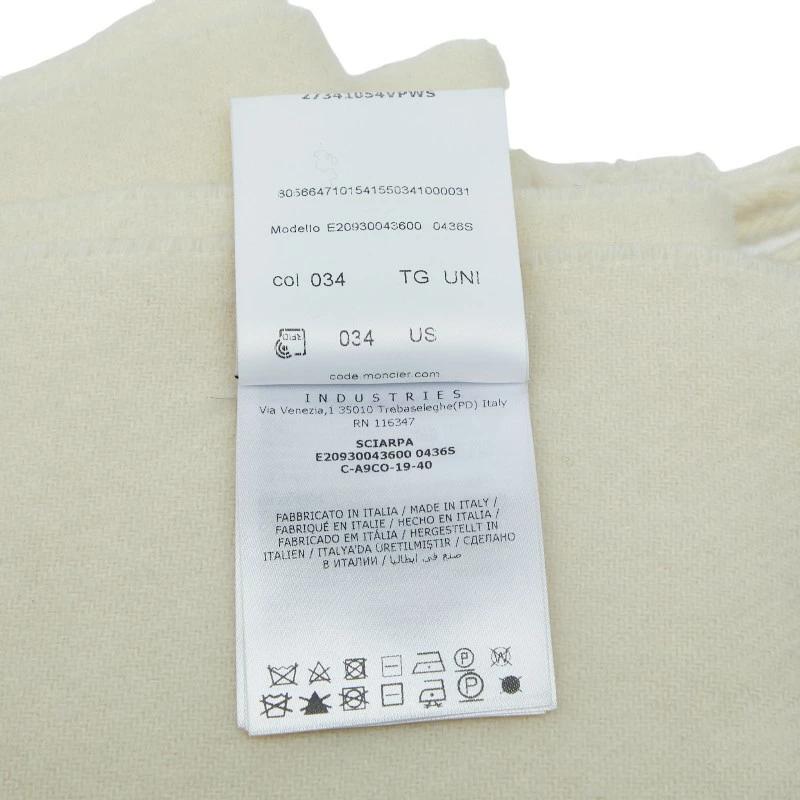 27341054VPWS
8056647101541550341000031
Modello E20930043600 0436S
col 034 TG UNI
RFID 034 US
code.moncler.com
INDUSTRIES
Via Venezia,1 35010 Trebaseleghe(PD) Italy
RN 116347
SCIARPA
E20930043600 0436S
C-A9CO-19-40
FABBRICATO IN ITALIA / MADE IN ITALY /
FABRIQUÉ EN ITALIE / HECHO EN ITALIA /
FABRICADO EM ITÁLIA / HERGESTELLT IN
ITALIEN / ITALYA'DA ÜRETILMIŞTIR / СДЕЛАНО
В ИТАЛИИ / صنع في ايطاليا
P W
P